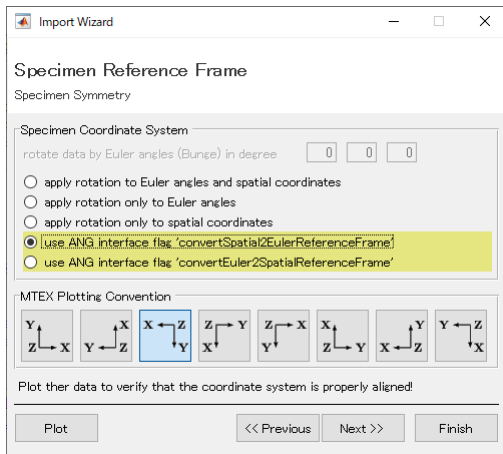 Import Wizard
Specimen Reference Frame
Specimen Symmetry
Specimen Coordinate System
rotate data by Euler angles (Bunge) in degree 0 0 0
apply rotation to Euler angles and spatial coordinates
apply rotation only to Euler angles
apply rotation only to spatial coordinates
use ANG interface flag 'convertSpatial2EulerReferenceFrame'
use ANG interface flag 'convertEuler2SpatialReferenceFrame'
MTEX Plotting Convention
Y X X Z Z Y Z X X Y Y Z
Z X Y Z Y X Y Z Y X Z X
Plot ther data to verify that the coordinate system is properly aligned!
Plot << Previous Next >> Finish